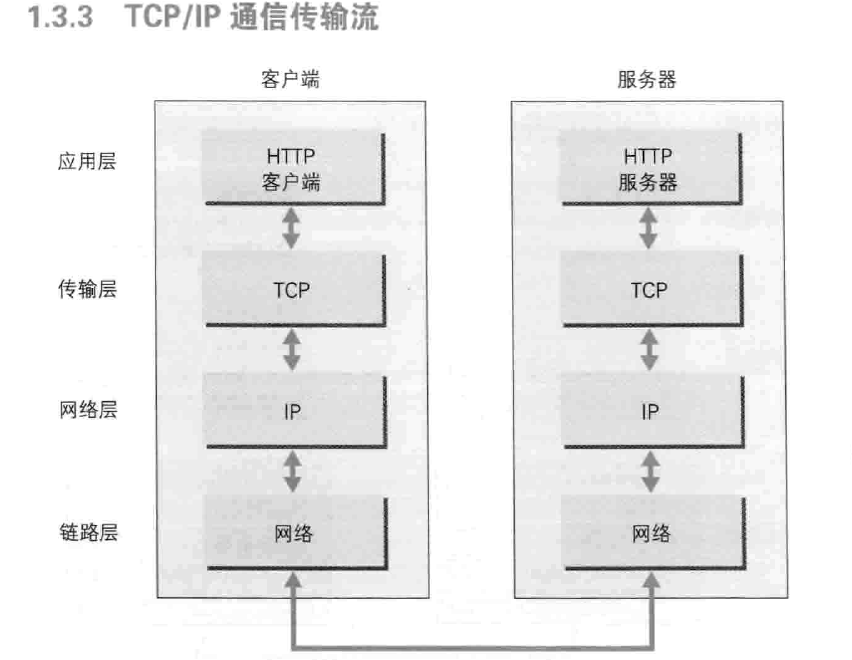 1.3.3 TCP/IP 通信传输流
客户端 服务器
应用层 HTTP 客户端 HTTP 服务器
传输层 TCP TCP
网络层 IP IP
链路层 网络 网络